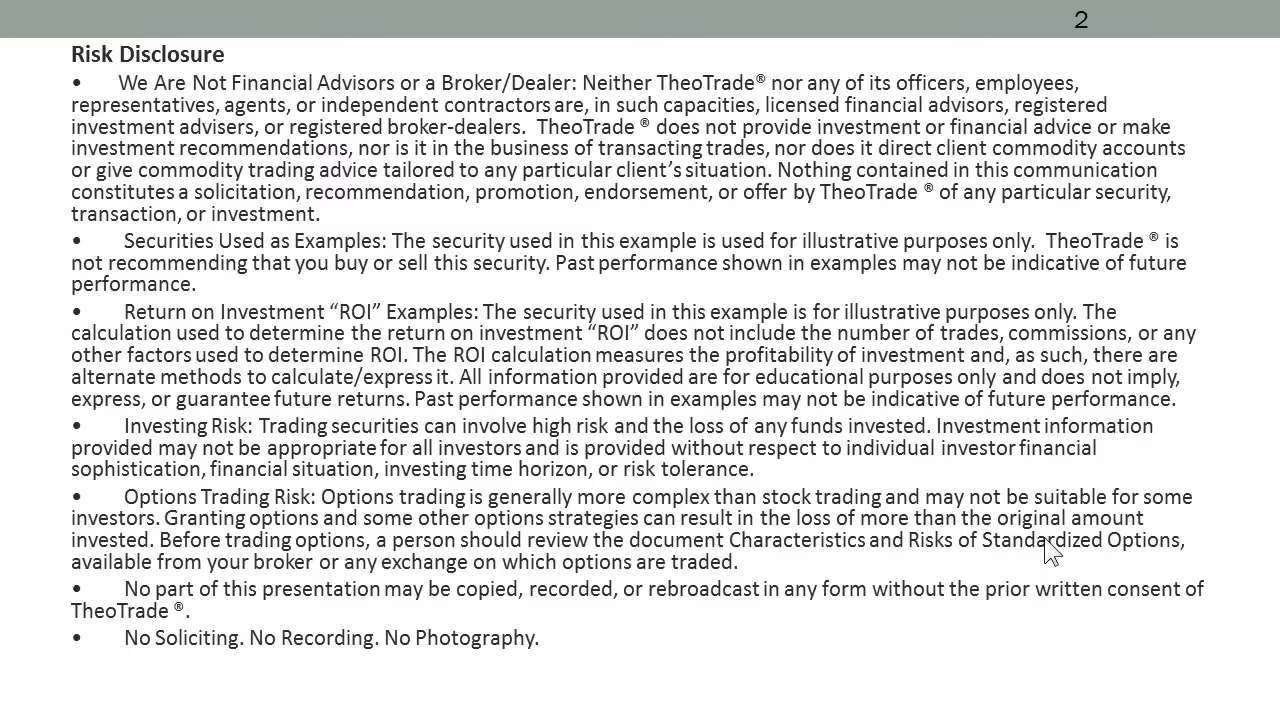 2
Risk Disclosure
• We Are Not Financial Advisors or a Broker/Dealer: Neither TheoTrade® nor any of its officers, employees,
representatives, agents, or independent contractors are, in such capacities, licensed financial advisors, registered
investment advisers, or registered broker-dealers. TheoTrade ® does not provide investment or financial advice or make
investment recommendations, nor is it in the business of transacting trades, nor does it direct client commodity accounts
or give commodity trading advice tailored to any particular client’s situation. Nothing contained in this communication
constitutes a solicitation, recommendation, promotion, endorsement, or offer by TheoTrade ® of any particular security,
transaction, or investment.
• Securities Used as Examples: The security used in this example is used for illustrative purposes only. TheoTrade ® is
not recommending that you buy or sell this security. Past performance shown in examples may not be indicative of future
performance.
• Return on Investment “ROI” Examples: The security used in this example is for illustrative purposes only. The
calculation used to determine the return on investment “ROI” does not include the number of trades, commissions, or any
other factors used to determine ROI. The ROI calculation measures the profitability of investment and, as such, there are
alternate methods to calculate/express it. All information provided are for educational purposes only and does not imply,
express, or guarantee future returns. Past performance shown in examples may not be indicative of future performance.
• Investing Risk: Trading securities can involve high risk and the loss of any funds invested. Investment information
provided may not be appropriate for all investors and is provided without respect to individual investor financial
sophistication, financial situation, investing time horizon, or risk tolerance.
• Options Trading Risk: Options trading is generally more complex than stock trading and may not be suitable for some
investors. Granting options and some other options strategies can result in the loss of more than the original amount
invested. Before trading options, a person should review the document Characteristics and Risks of Standardized Options,
available from your broker or any exchange on which options are traded.
• No part of this presentation may be copied, recorded, or rebroadcast in any form without the prior written consent of
TheoTrade ®.
• No Soliciting. No Recording. No Photography.